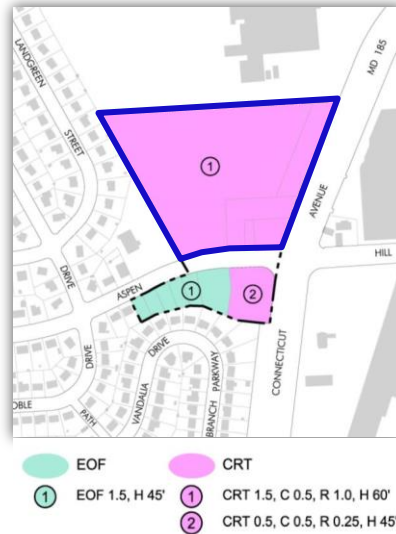 LANDGREEN
STREET
MD 185
AVENUE
1
HILL
DRIVE
ASPEN
1
2
DRIVE
DRIVE
CONNECTICUT
OBLE
PATH
VANDALIA
BRANCH PARKWAY
EOF
CRT
1 EOF 1.5, H 45'
1 CRT 1.5, C 0.5, R 1.0, H 60'
2 CRT 0.5, C 0.5, R 0.25, H 45'